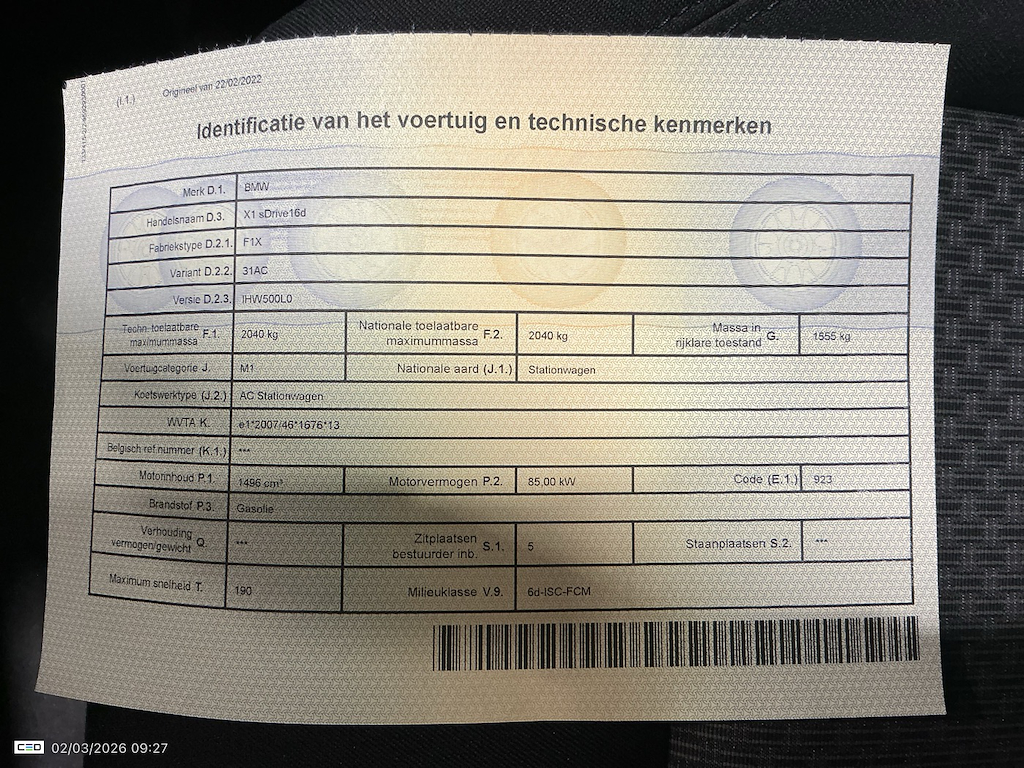 (I.1.) Origineel van 22/02/2022
Identificatie van het voertuig en technische kenmerken
Merk D.1. BMW
Handelsnaam D.3. X1 sDrive16d
Fabriekstype D.2.1. F1X
Variant D.2.2. 31AC
Versie D.2.3. IHW500L0
Techn. toelaatbare maximummassa F.1. 2040 kg Nationale toelaatbare maximummassa F.2. 2040 kg Massa in rijklare toestand G. 1555 kg
Voertuigcategorie J. M1 Nationale aard (J.1.) Stationwagen
Koetswerktype (J.2.) AC Stationwagen
WVTA K. e1*2007/46*1676*13
Belgisch ref.nummer (K.1.) ***
Motorinhoud P.1. 1496 cm³ Motorvermogen P.2. 85,00 kW Code (E.1.) 923
Brandstof P.3. Gasolie
Verhouding vermogen/gewicht Q. *** Zitplaatsen bestuurder inb. S.1. 5 Staanplaatsen S.2. ***
Maximum snelheid T. 190 Milieuklasse V.9. 6d-ISC-FCM
CEO 02/03/2026 09:27